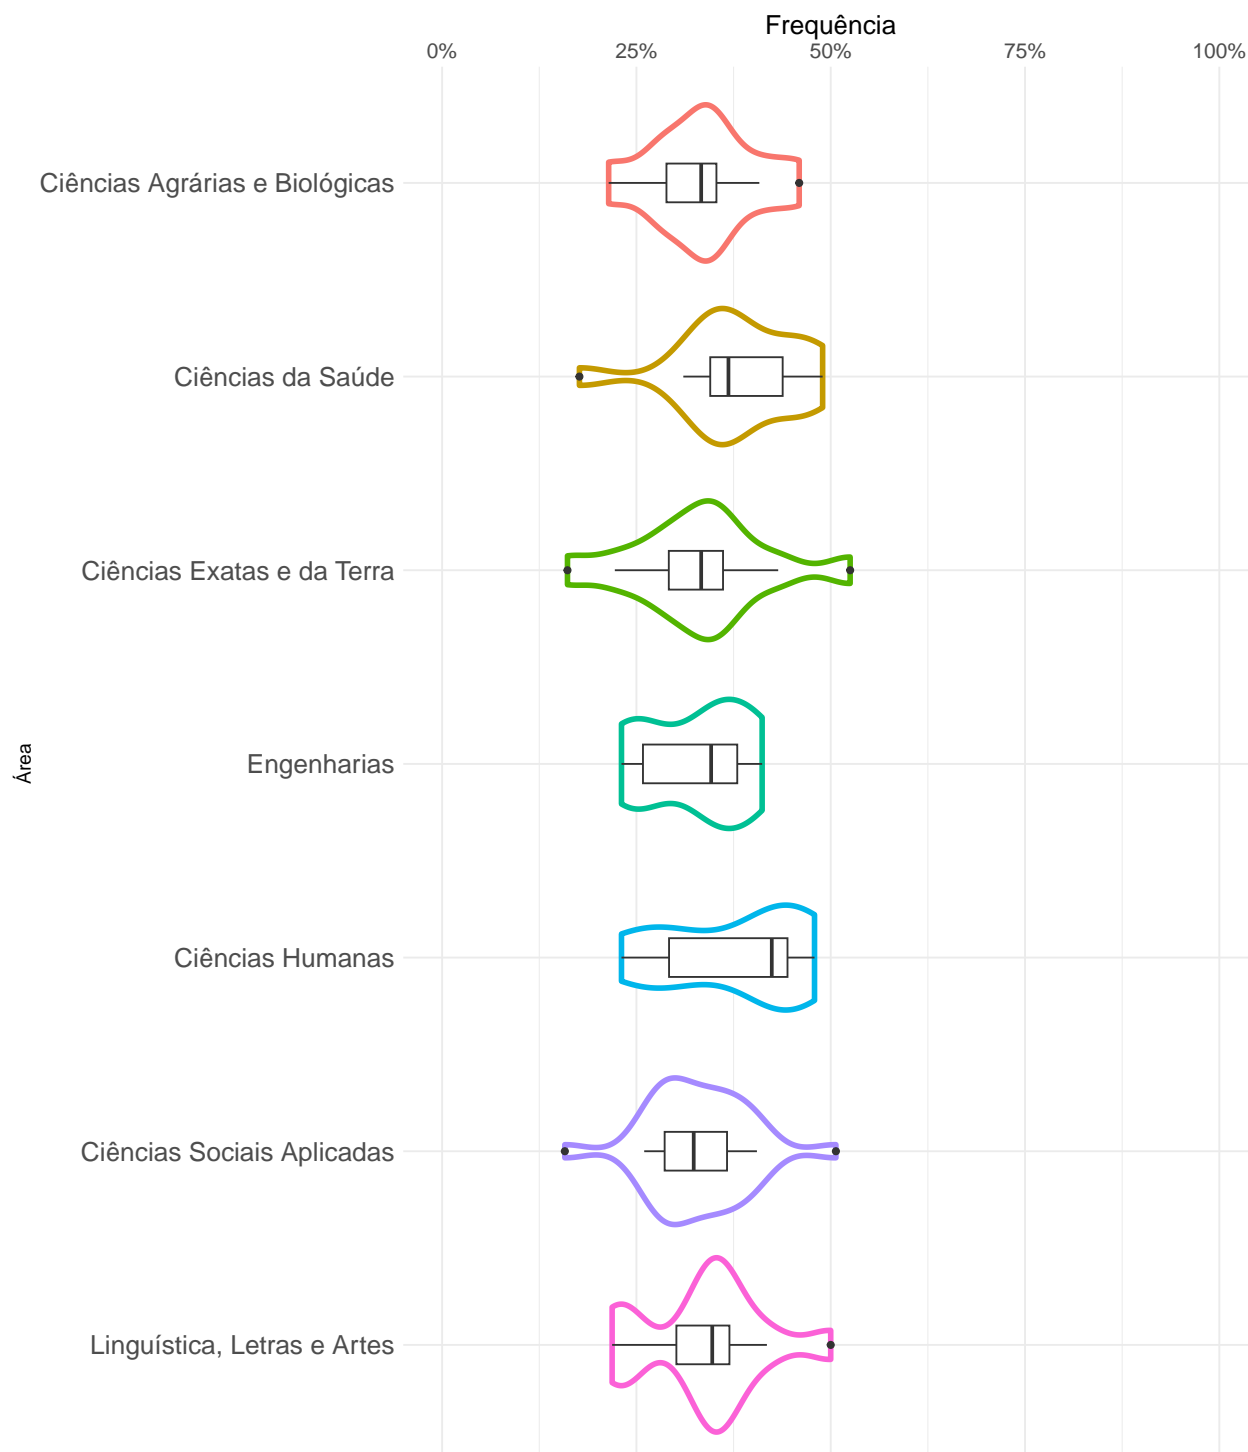 Frequência
0% 25% 50% 75% 100%
Ciências Agrárias e Biológicas
Ciências da Saúde
Ciências Exatas e da Terra
Engenharias
Área
Ciências Humanas
Ciências Sociais Aplicadas
Linguística, Letras e Artes